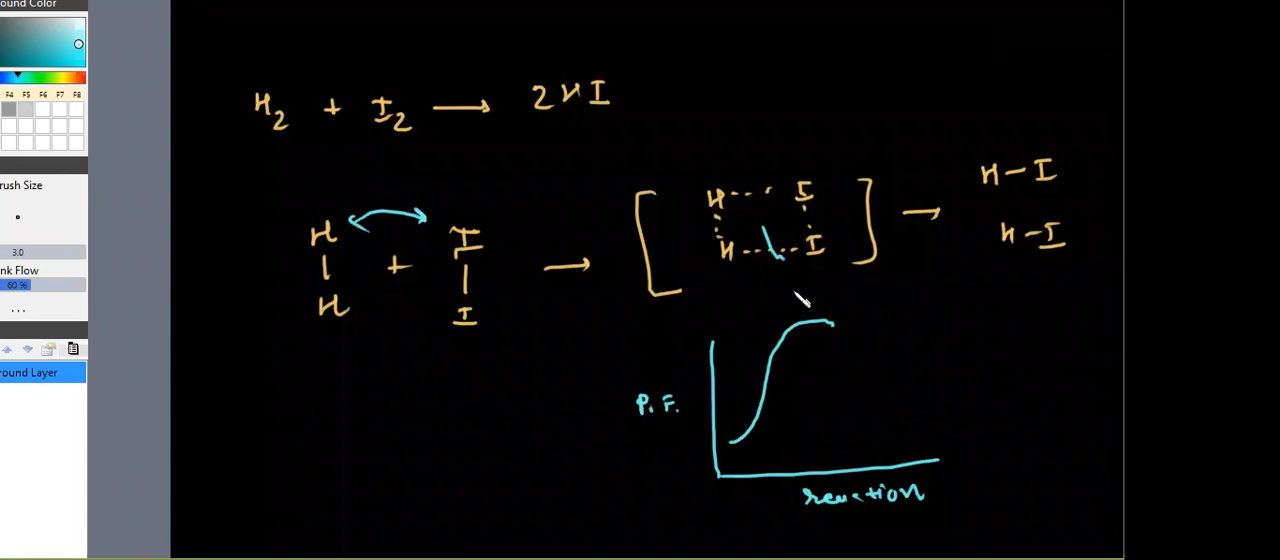 ound Color
F4 F5 F6 F7 F8
rush Size
3.0
nk Flow
60 %
...
ound Layer
H2 + I2 → 2HI
H I H - I
H + I → [ H I ] → H - I
H I
P. F.
reaction